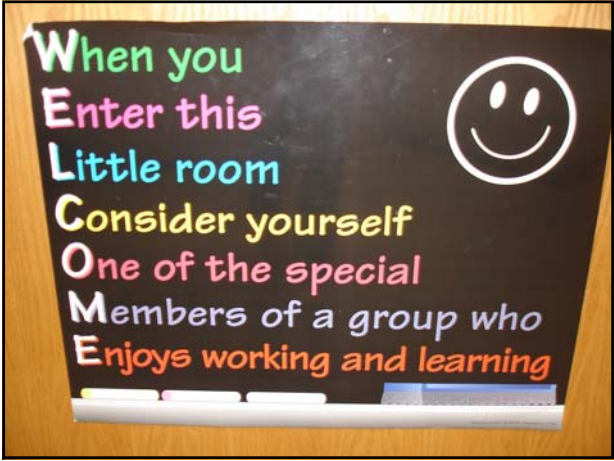 When you
Enter this
Little room
Consider yourself
One of the special
Members of a group who
Enjoys working and learning